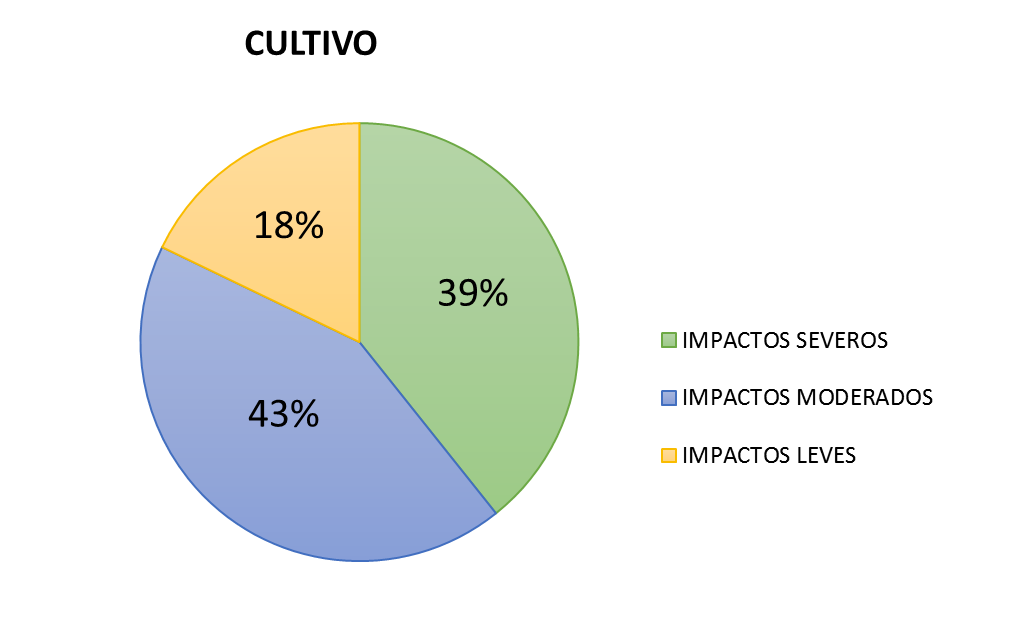 CULTIVO
18%
39%
43%
IMPACTOS SEVEROS
IMPACTOS MODERADOS
IMPACTOS LEVES